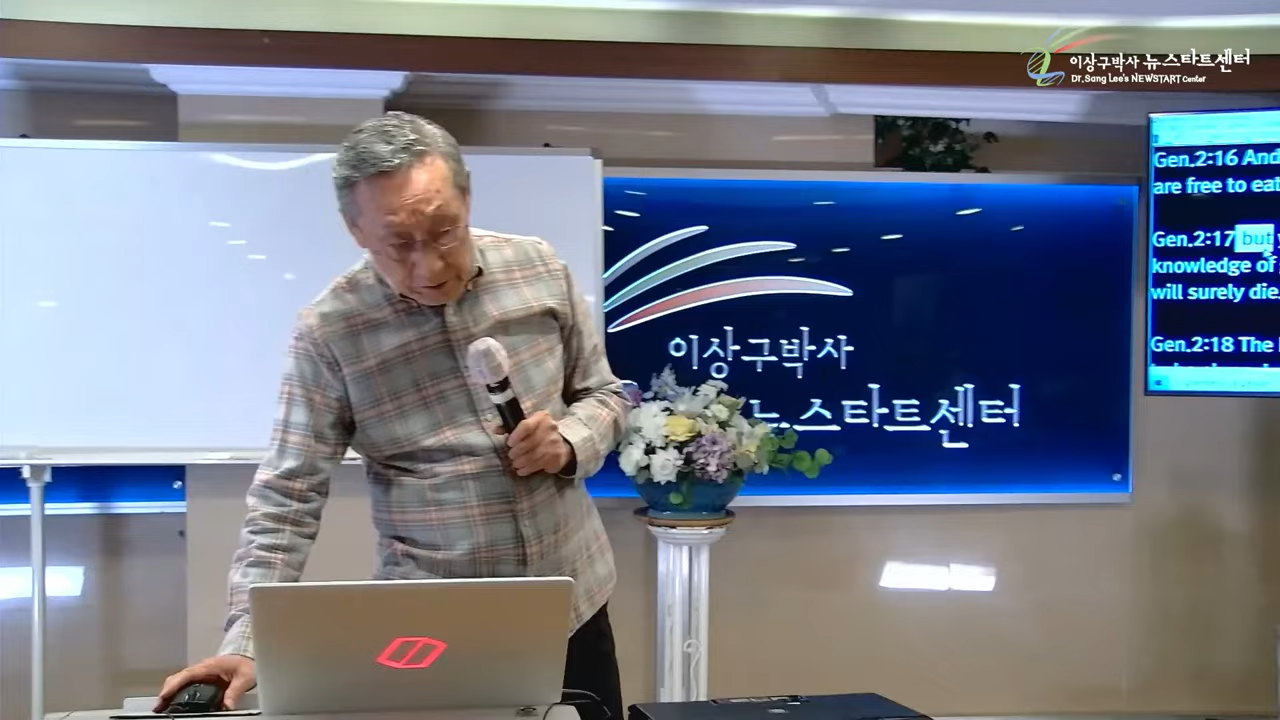 이상구박사 뉴스타트센터
Dr.Sang Lee's NEWSTART Center
Gen.2:16 And
are free to eat
Gen.2:17 but
knowledge of
will surely die.
Gen.2:18 The
이상구박사
뉴스타트센터